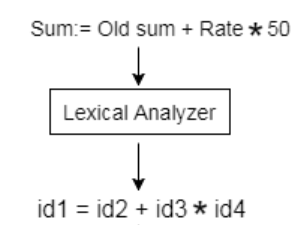 Sum:= Old sum + Rate * 50
Lexical Analyzer
id1 = id2 + id3 * id4